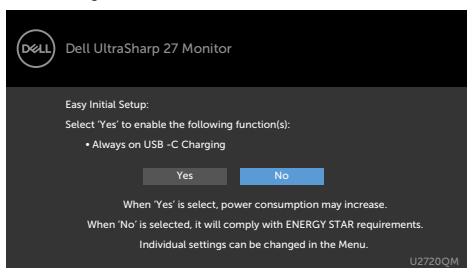 DELL
Dell UltraSharp 27 Monitor
Easy Initial Setup:
Select 'Yes' to enable the following function(s):
• Always on USB -C Charging
Yes No
When 'Yes' is select, power consumption may increase.
When 'No' is selected, it will comply with ENERGY STAR requirements.
Individual settings can be changed in the Menu.
U2720QM